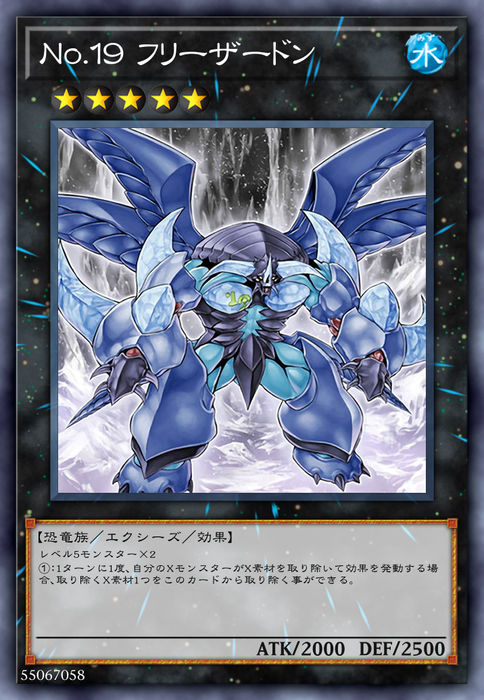 No.19 フリーザードン
みず
水
19
【恐竜族／エクシーズ／効果】
レベル5モンスター×2
①:1ターンに1度、自分のXモンスターがX素材を取り除いて効果を発動する場
合、取り除くX素材1つをこのカードから取り除く事ができる。
ATK/2000 DEF/2500
55067058